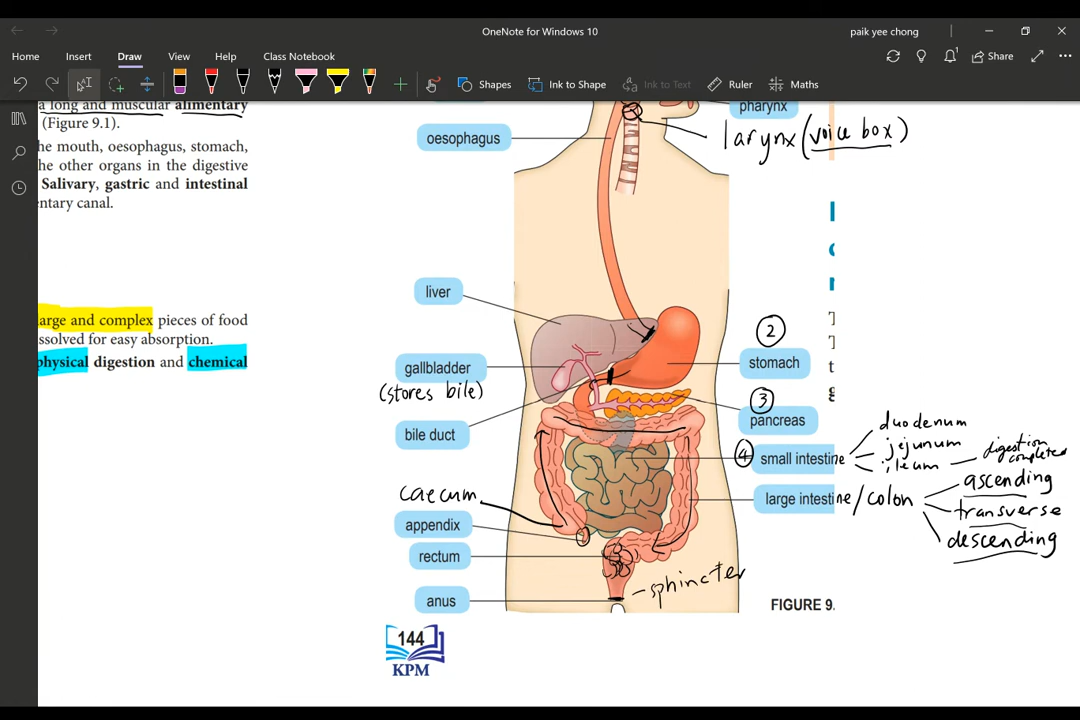 OneNote for Windows 10
paik yee chong
Home Insert Draw View Help Class Notebook
Share
Shapes Ink to Shape Ink to Text Ruler Maths
a long and muscular alimentary
(Figure 9.1).
he mouth, oesophagus, stomach,
he other organs in the digestive
Salivary, gastric and intestinal
entary canal.
arge and complex pieces of food
ssolved for easy absorption.
physical digestion and chemical
pharynx
oesophagus
larynx (voice box)
liver
2
stomach
gallbladder
(stores bile)
3
pancreas
bile duct
4
small intestine
duodenum
jejunum
ileum
digestion
completed
large intestine/colon
ascending
transverse
descending
caecum
appendix
rectum
sphincter
anus
FIGURE 9.
144
KPM